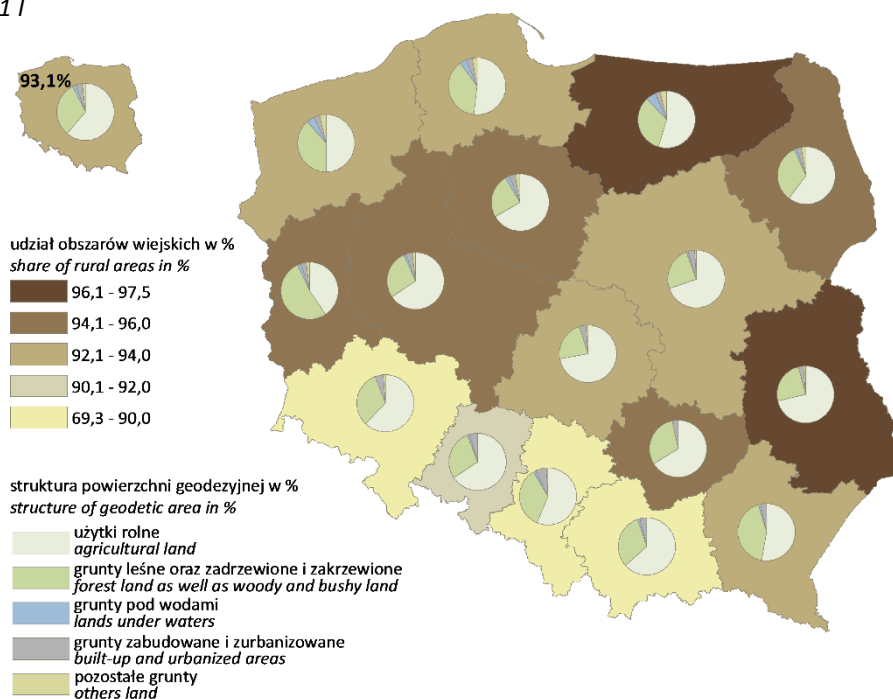 93,1%
udział obszarów wiejskich w %
share of rural areas in %
96,1 - 97,5
94,1 - 96,0
92,1 - 94,0
90,1 - 92,0
69,3 - 90,0
struktura powierzchni geodezyjnej w %
structure of geodetic area in %
użytki rolne
agricultural land
grunty leśne oraz zadrzewione i zakrzewione
forest land as well as woody and bushy land
grunty pod wodami
lands under waters
grunty zabudowane i zurbanizowane
built-up and urbanized areas
pozostałe grunty
others land